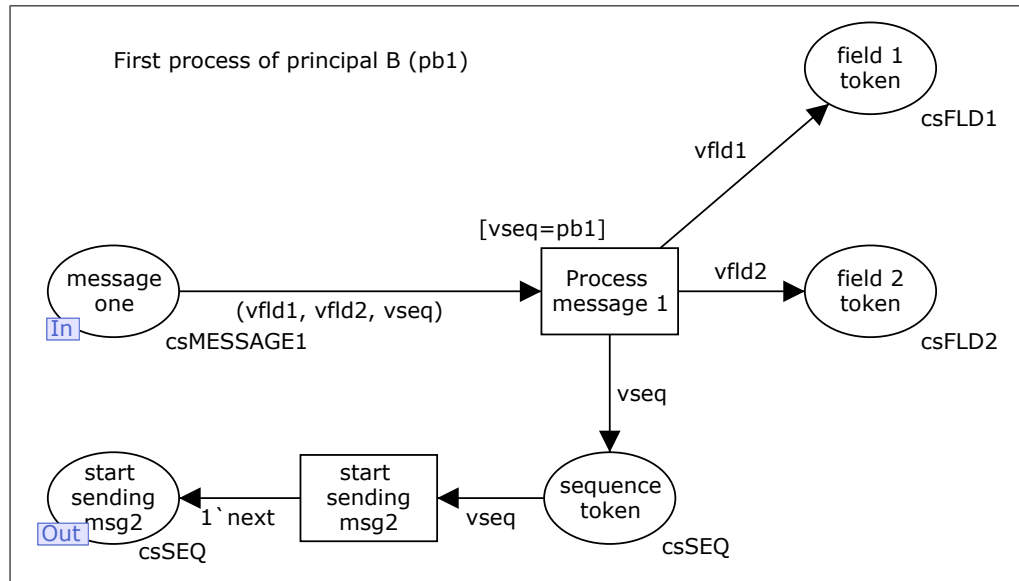 First process of principal B (pb1)
field 1
token
csFLD1
vfld1
[vseq=pb1]
message
one
In
csMESSAGE1
(vfld1, vfld2, vseq)
Process
message 1
vfld2
field 2
token
csFLD2
vseq
start
sending
msg2
Out
csSEQ
1`next
start
sending
msg2
vseq
sequence
token
csSEQ